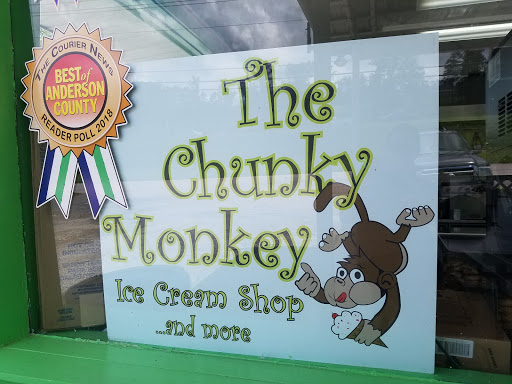 The Courier News
BEST of
ANDERSON
COUNTY
READER POLL 2018
The
Chunky
Monkey
Ice Cream Shop
...and more